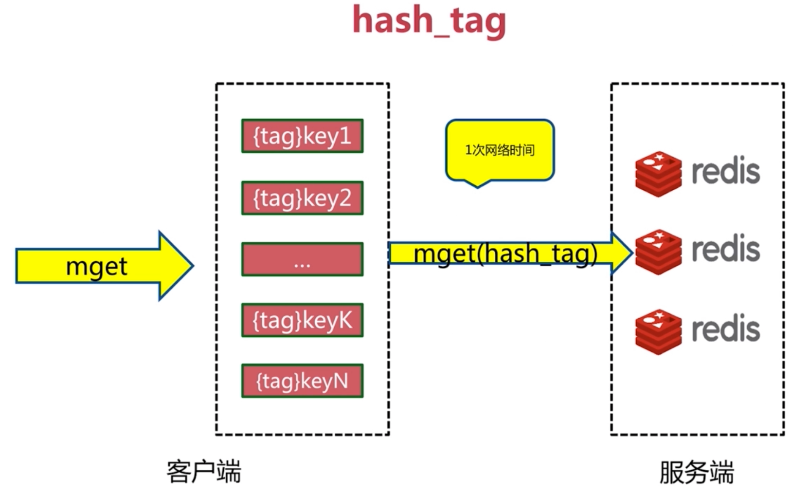 hash_tag
{tag}key1
{tag}key2
...
{tag}keyK
{tag}keyN
mget
1次网络时间
mget(hash_tag)
redis
redis
redis
客户端
服务端